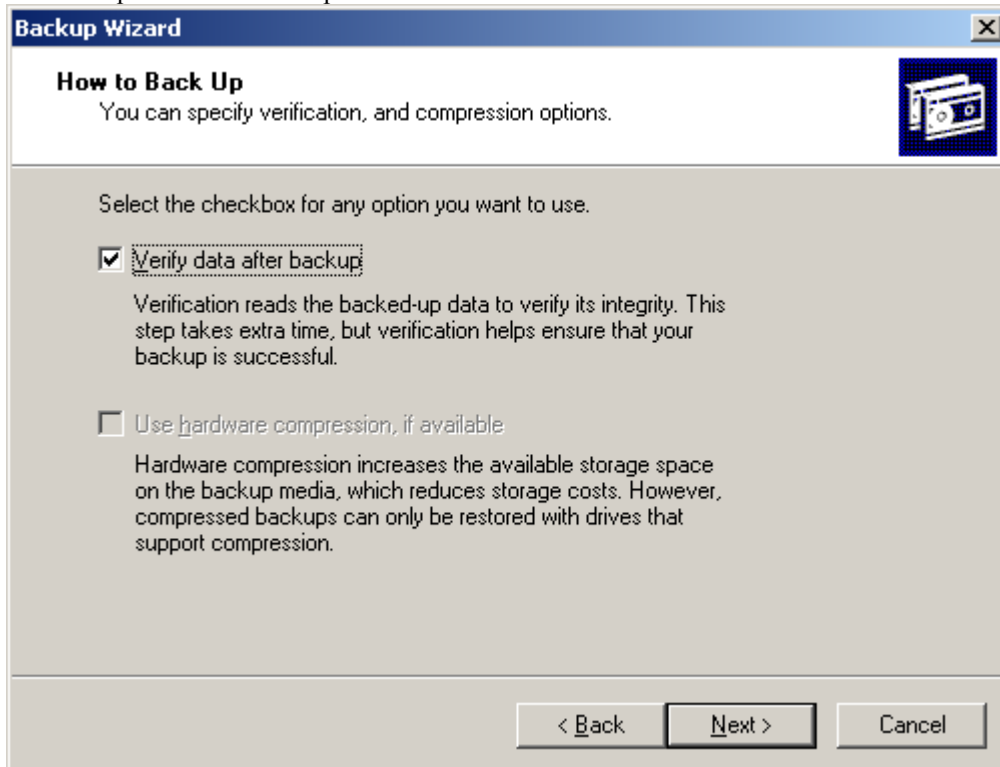 Backup Wizard
How to Back Up
You can specify verification, and compression options.
Select the checkbox for any option you want to use.
Verify data after backup
Verification reads the backed-up data to verify its integrity. This
step takes extra time, but verification helps ensure that your
backup is successful.
Use hardware compression, if available
Hardware compression increases the available storage space
on the backup media, which reduces storage costs. However,
compressed backups can only be restored with drives that
support compression.
< Back
Next >
Cancel